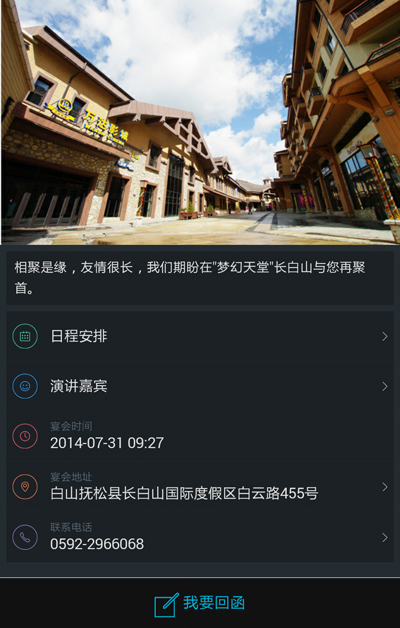 万达影城
相聚是缘，友情很长，我们期盼在"梦幻天堂"长白山与您再聚
首。
日程安排
演讲嘉宾
宴会时间
2014-07-31 09:27
宴会地址
白山抚松县长白山国际度假区白云路455号
联系电话
0592-2966068
我要回函